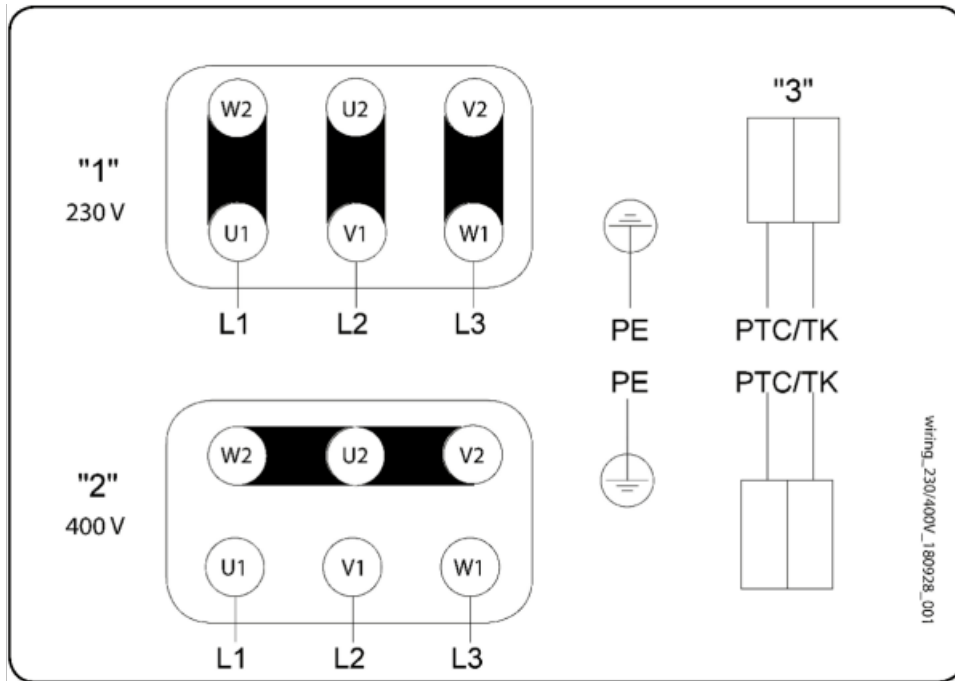 "1"
230 V
W2 U2 V2
U1 V1 W1
L1 L2 L3
"3"
PE PTC/TK
PE PTC/TK
"2"
400 V
W2 U2 V2
U1 V1 W1
L1 L2 L3
wiring_230/400V_180928_001